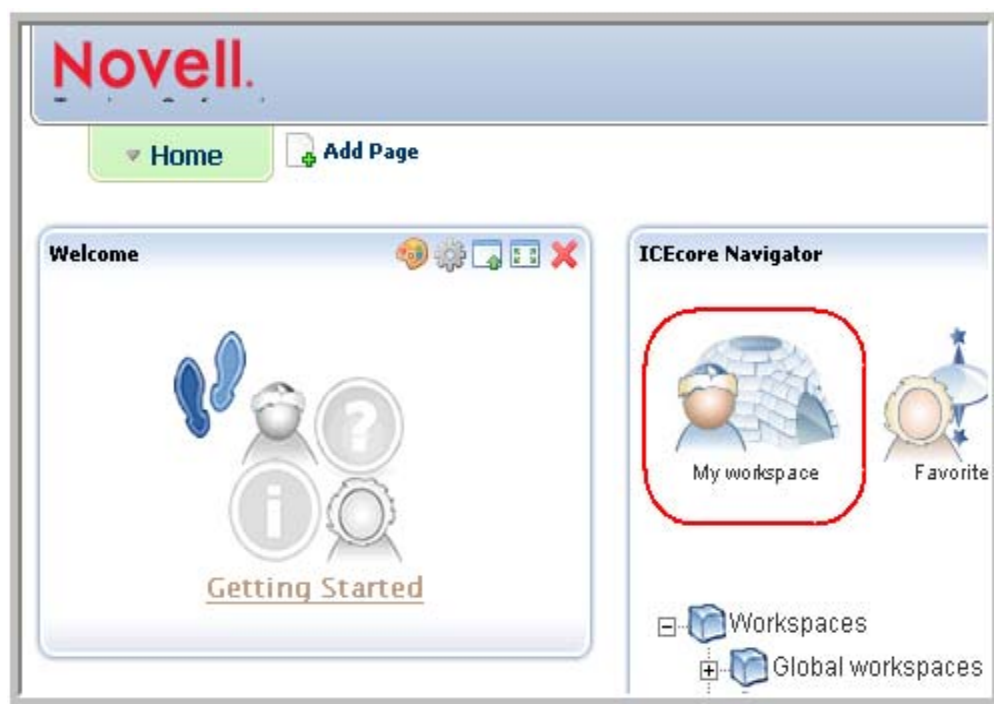 Novell.
Home
Add Page
Welcome
ICEcore Navigator
My workspace
Favorite
Getting Started
Workspaces
Global workspaces